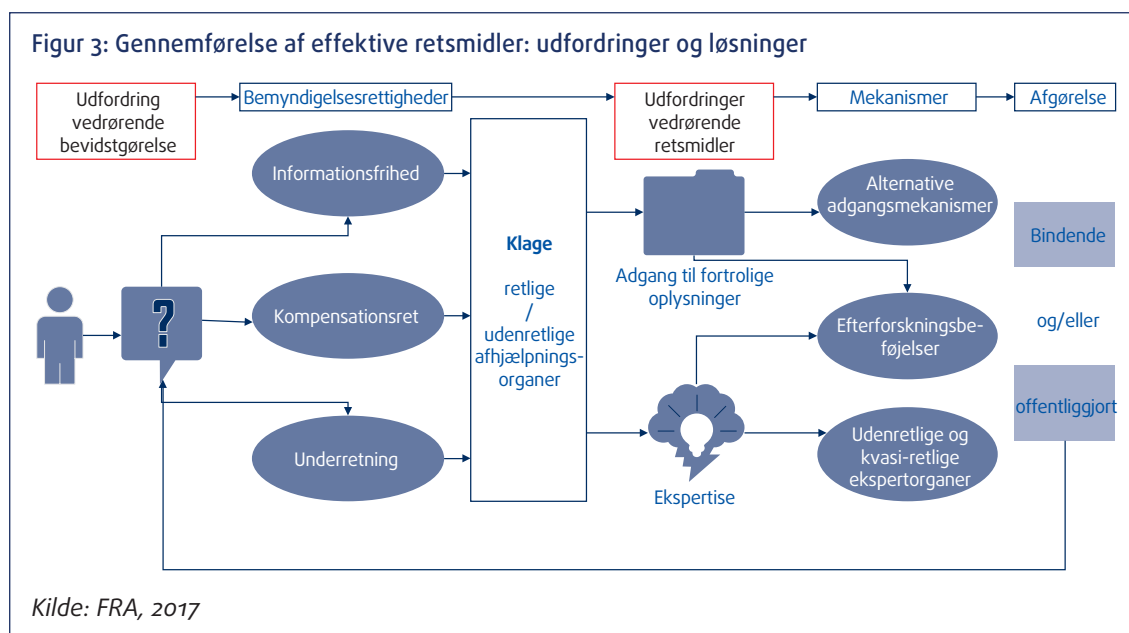 Figur 3: Gennemførelse af effektive retsmidler: udfordringer og løsninger
Udfordring
vedrørende
bevidstgørelse
Bemyndigelsesrettigheder
Udfordringer
vedrørende
retsmidler
Mekanismer
Afgørelse
Informationsfrihed
Kompensationsret
Underretning
?
Klage
retlige
/
udenretlige
afhjælpnings-
organer
Adgang til fortrolige
oplysninger
Ekspertise
Alternative
adgangsmekanismer
Efterforskningsbe-
føjelser
Udenretlige og
kvasi-retlige
ekspertorganer
Bindende
og/eller
offentliggjort
Kilde: FRA, 2017